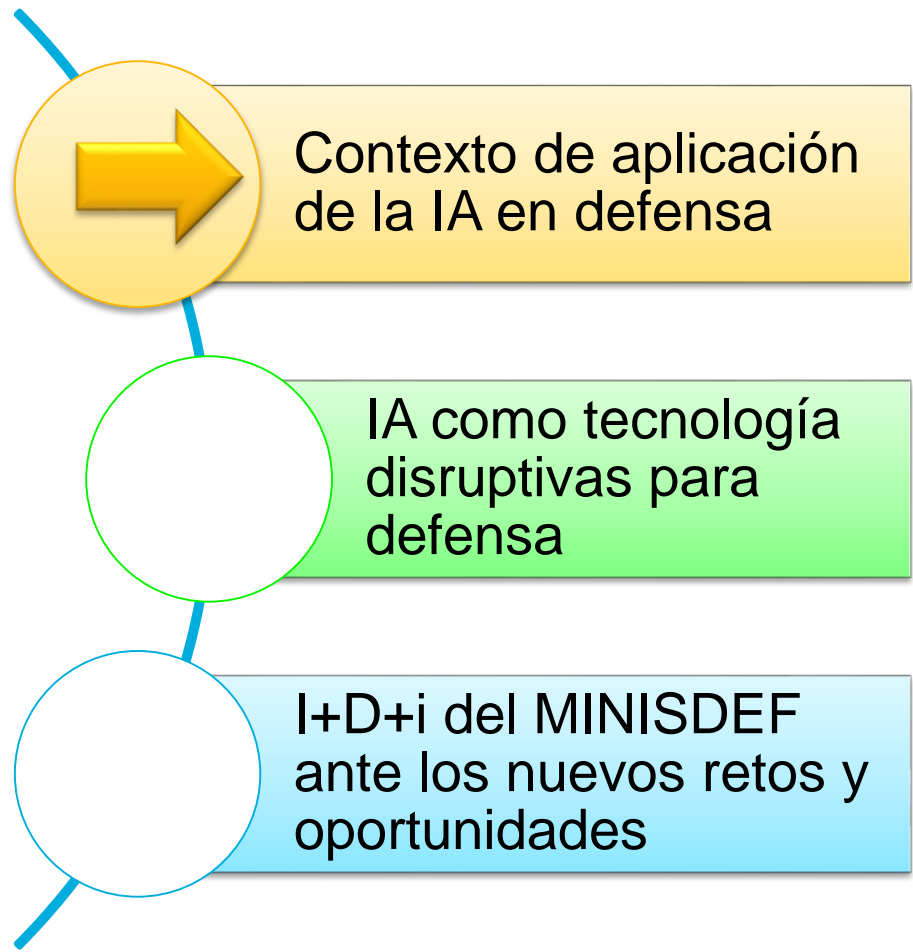 Contexto de aplicación
de la IA en defensa
IA como tecnología
disruptivas para
defensa
I+D+i del MINISDEF
ante los nuevos retos y
oportunidades